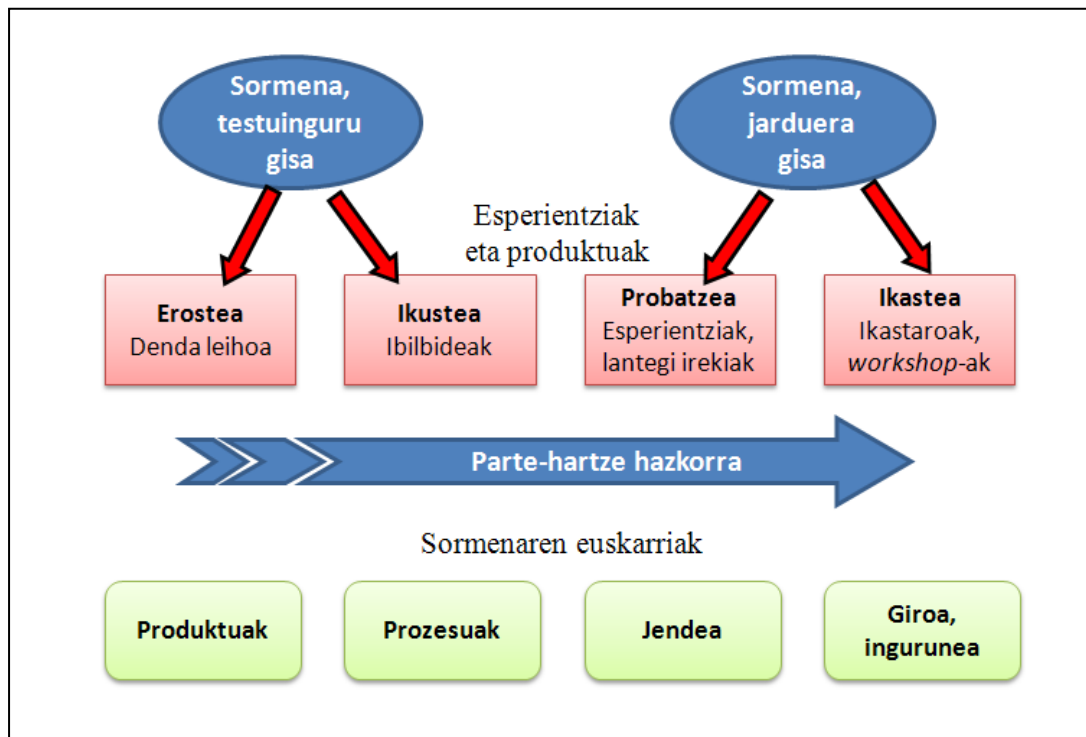 Sormena,
testuinguru
gisa
Sormena,
jarduera
gisa
Esperientziak
eta produktuak
Erostea
Denda leihoa
Ikustea
Ibilbideak
Probatzea
Esperientziak,
lantegi irekiak
Ikastea
Ikastaroak,
workshop-ak
Parte-hartze hazkorra
Sormenaren euskarriak
Produktuak
Prozesuak
Jendea
Giroa,
ingurunea